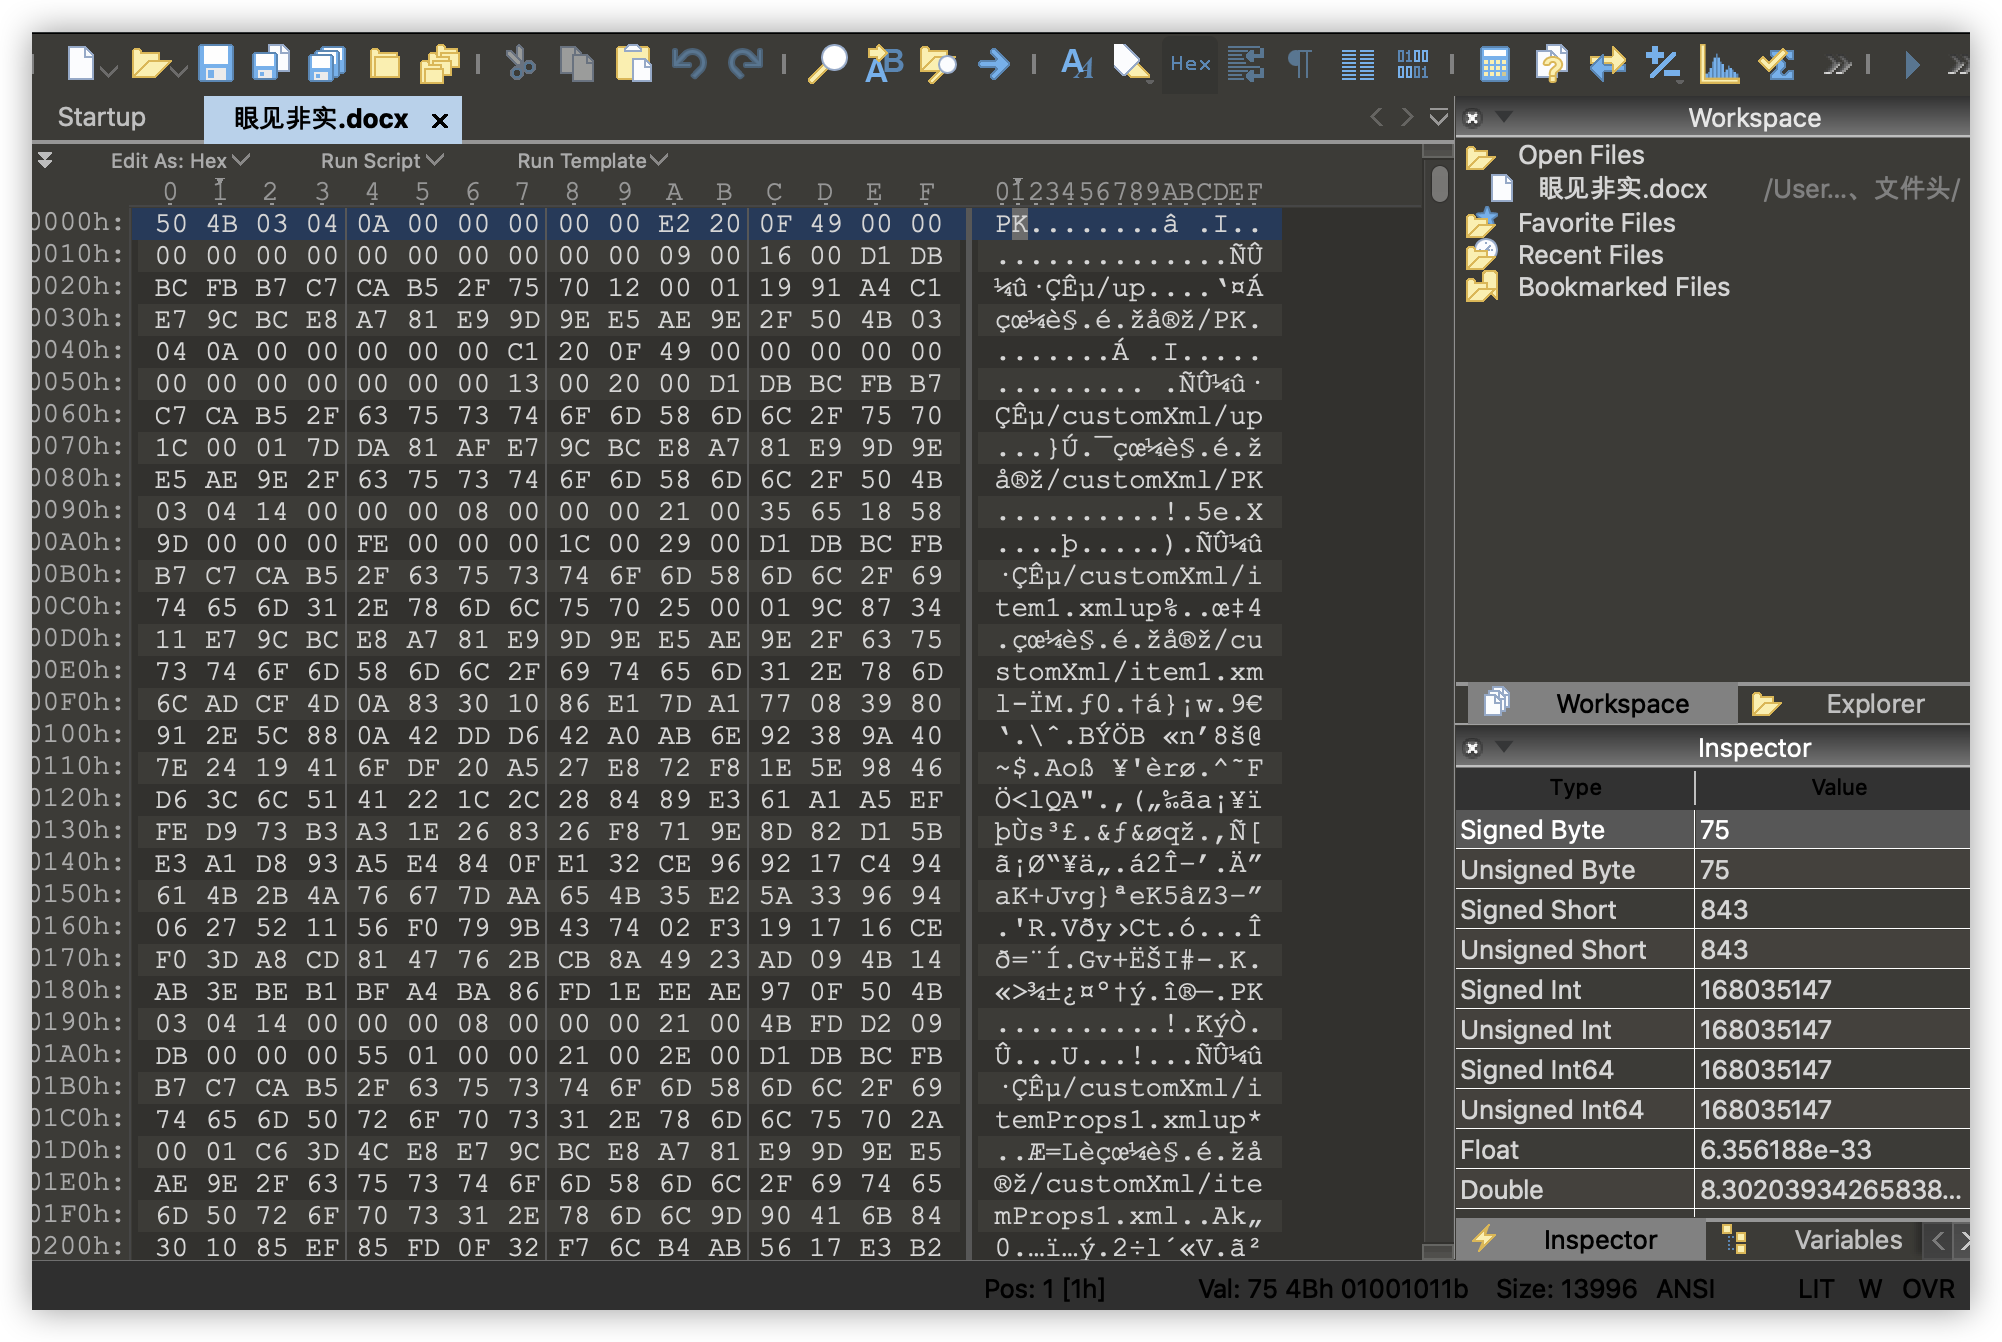 Hex
Startup
眼见非实.docx
Workspace
Edit As: Hex
Run Script
Run Template
0 1 2 3 4 5 6 7 8 9 A B C D E F
0123456789ABCDEF
0000h: 50 4B 03 04 0A 00 00 00 00 00 E2 20 0F 49 00 00 PK........â .I..
0010h: 00 00 00 00 00 00 00 00 00 00 09 00 16 00 D1 DB ..............ÑÛ
0020h: BC FB B7 C7 CA B5 2F 75 70 12 00 01 19 91 A4 C1 ¼û·ÇÊµ/up....‘¤Á
0030h: E7 9C BC E8 A7 81 E9 9D 9E E5 AE 9E 2F 50 4B 03 çœ¼è§.é.žå®ž/PK.
0040h: 04 0A 00 00 00 00 00 C1 20 0F 49 00 00 00 00 00 .......Á .I.....
0050h: 00 00 00 00 00 00 00 13 00 20 00 D1 DB BC FB B7 ......... .ÑÛ¼û·
0060h: C7 CA B5 2F 63 75 73 74 6F 6D 58 6D 6C 2F 75 70 ÇÊµ/customXml/up
0070h: 1C 00 01 7D DA 81 AF E7 9C BC E8 A7 81 E9 9D 9E ...}Ú.¯çœ¼è§.é.ž
0080h: E5 AE 9E 2F 63 75 73 74 6F 6D 58 6D 6C 2F 50 4B å®ž/customXml/PK
0090h: 03 04 14 00 00 00 08 00 00 00 21 00 35 65 18 58 ..........!.5e.X
00A0h: 9D 00 00 00 FE 00 00 00 1C 00 29 00 D1 DB BC FB ....þ.....).ÑÛ¼û
00B0h: B7 C7 CA B5 2F 63 75 73 74 6F 6D 58 6D 6C 2F 69 ·ÇÊµ/customXml/i
00C0h: 74 65 6D 31 2E 78 6D 6C 75 70 25 00 01 9C 87 34 tem1.xmlup%..œ‡4
00D0h: 11 E7 9C BC E8 A7 81 E9 9D 9E E5 AE 9E 2F 63 75 .çœ¼è§.é.žå®ž/cu
00E0h: 73 74 6F 6D 58 6D 6C 2F 69 74 65 6D 31 2E 78 6D stomXml/item1.xm
00F0h: 6C AD CF 4D 0A 83 30 10 86 E1 7D A1 77 08 39 80 l-ÏM.ƒ0.†á}¡w.9€
0100h: 91 2E 5C 88 0A 42 DD D6 42 A0 AB 6E 92 38 9A 40 ‘.\ˆ.BÝÖB «n’8š@
0110h: 7E 24 19 41 6F DF 20 A5 27 E8 72 F8 1E 5E 98 46 ~$.Aoß ¥'èrø.^˜F
0120h: D6 3C 6C 51 41 22 1C 2C 28 84 89 E3 61 A1 A5 EF Ö<lQA".,(„‰ãa¡¥ï
0130h: FE D9 73 B3 A3 1E 26 83 26 F8 71 9E 8D 82 D1 5B þÙs³£.&ƒ&øqž.‚Ñ[
0140h: E3 A1 D8 93 A5 E4 84 0F E1 32 CE 96 92 17 C4 94 ã¡Ø“¥ä„.á2Î–’.Ä”
0150h: 61 4B 2B 4A 76 67 7D AA 65 4B 35 E2 5A 33 96 94 aK+Jvg}ªeK5âZ3–”
0160h: 06 27 52 11 56 F0 79 9B 43 74 02 F3 19 17 16 CE .'R.Vðy›Ct.ó...Î
0170h: F0 3D A8 CD 81 47 76 2B CB 8A 49 23 AD 09 4B 14 ð=¨Í.Gv+ËŠI#-.K.
0180h: AB 3E BE B1 BF A4 BA 86 FD 1E EE AE 97 0F 50 4B «>¾±¿¤º†ý.î®—.PK
0190h: 03 04 14 00 00 00 08 00 00 00 21 00 4B FD D2 09 ..........!.KýÒ.
01A0h: DB 00 00 00 55 01 00 00 21 00 2E 00 D1 DB BC FB Û...U...!...ÑÛ¼û
01B0h: B7 C7 CA B5 2F 63 75 73 74 6F 6D 58 6D 6C 2F 69 ·ÇÊµ/customXml/i
01C0h: 74 65 6D 50 72 6F 70 73 31 2E 78 6D 6C 75 70 2A temProps1.xmlup*
01D0h: 00 01 C6 3D 4C E8 E7 9C BC E8 A7 81 E9 9D 9E E5 ..Æ=Lèçœ¼è§.é.žå
01E0h: AE 9E 2F 63 75 73 74 6F 6D 58 6D 6C 2F 69 74 65 ®ž/customXml/ite
01F0h: 6D 50 72 6F 70 73 31 2E 78 6D 6C 9D 90 41 6B 84 mProps1.xml..Ak„
0200h: 30 10 85 EF 85 FD 0F 32 F7 6C B4 AB 56 17 E3 B2 0.…ï…ý.2÷l´«V.ã²
Open Files
眼见非实.docx /User...、文件头/
Favorite Files
Recent Files
Bookmarked Files
Workspace
Explorer
Inspector
Type Value
Signed Byte 75
Unsigned Byte 75
Signed Short 843
Unsigned Short 843
Signed Int 168035147
Unsigned Int 168035147
Signed Int64 168035147
Unsigned Int64 168035147
Float 6.356188e-33
Double 8.30203934265838...
Inspector
Variables
Pos: 1 [1h] Val: 75 4Bh 01001011b Size: 13996 ANSI LIT W OVR